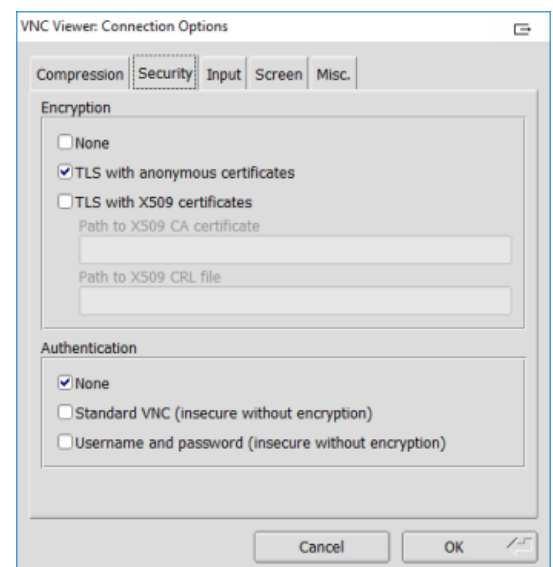 VNC Viewer: Connection Options
Compression Security Input Screen Misc.
Encryption
None
TLS with anonymous certificates
TLS with X509 certificates
Path to X509 CA certificate
Path to X509 CRL file
Authentication
None
Standard VNC (insecure without encryption)
Username and password (insecure without encryption)
Cancel OK